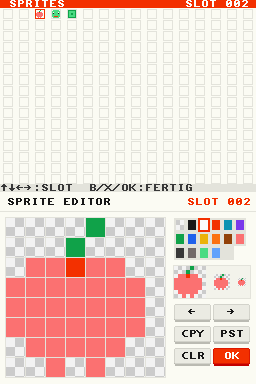 SPRITES SLOT 002
↑↓←→:SLOT B/X/OK:FERTIG
SPRITE EDITOR SLOT 002
← →
CPY PST
CLR OK